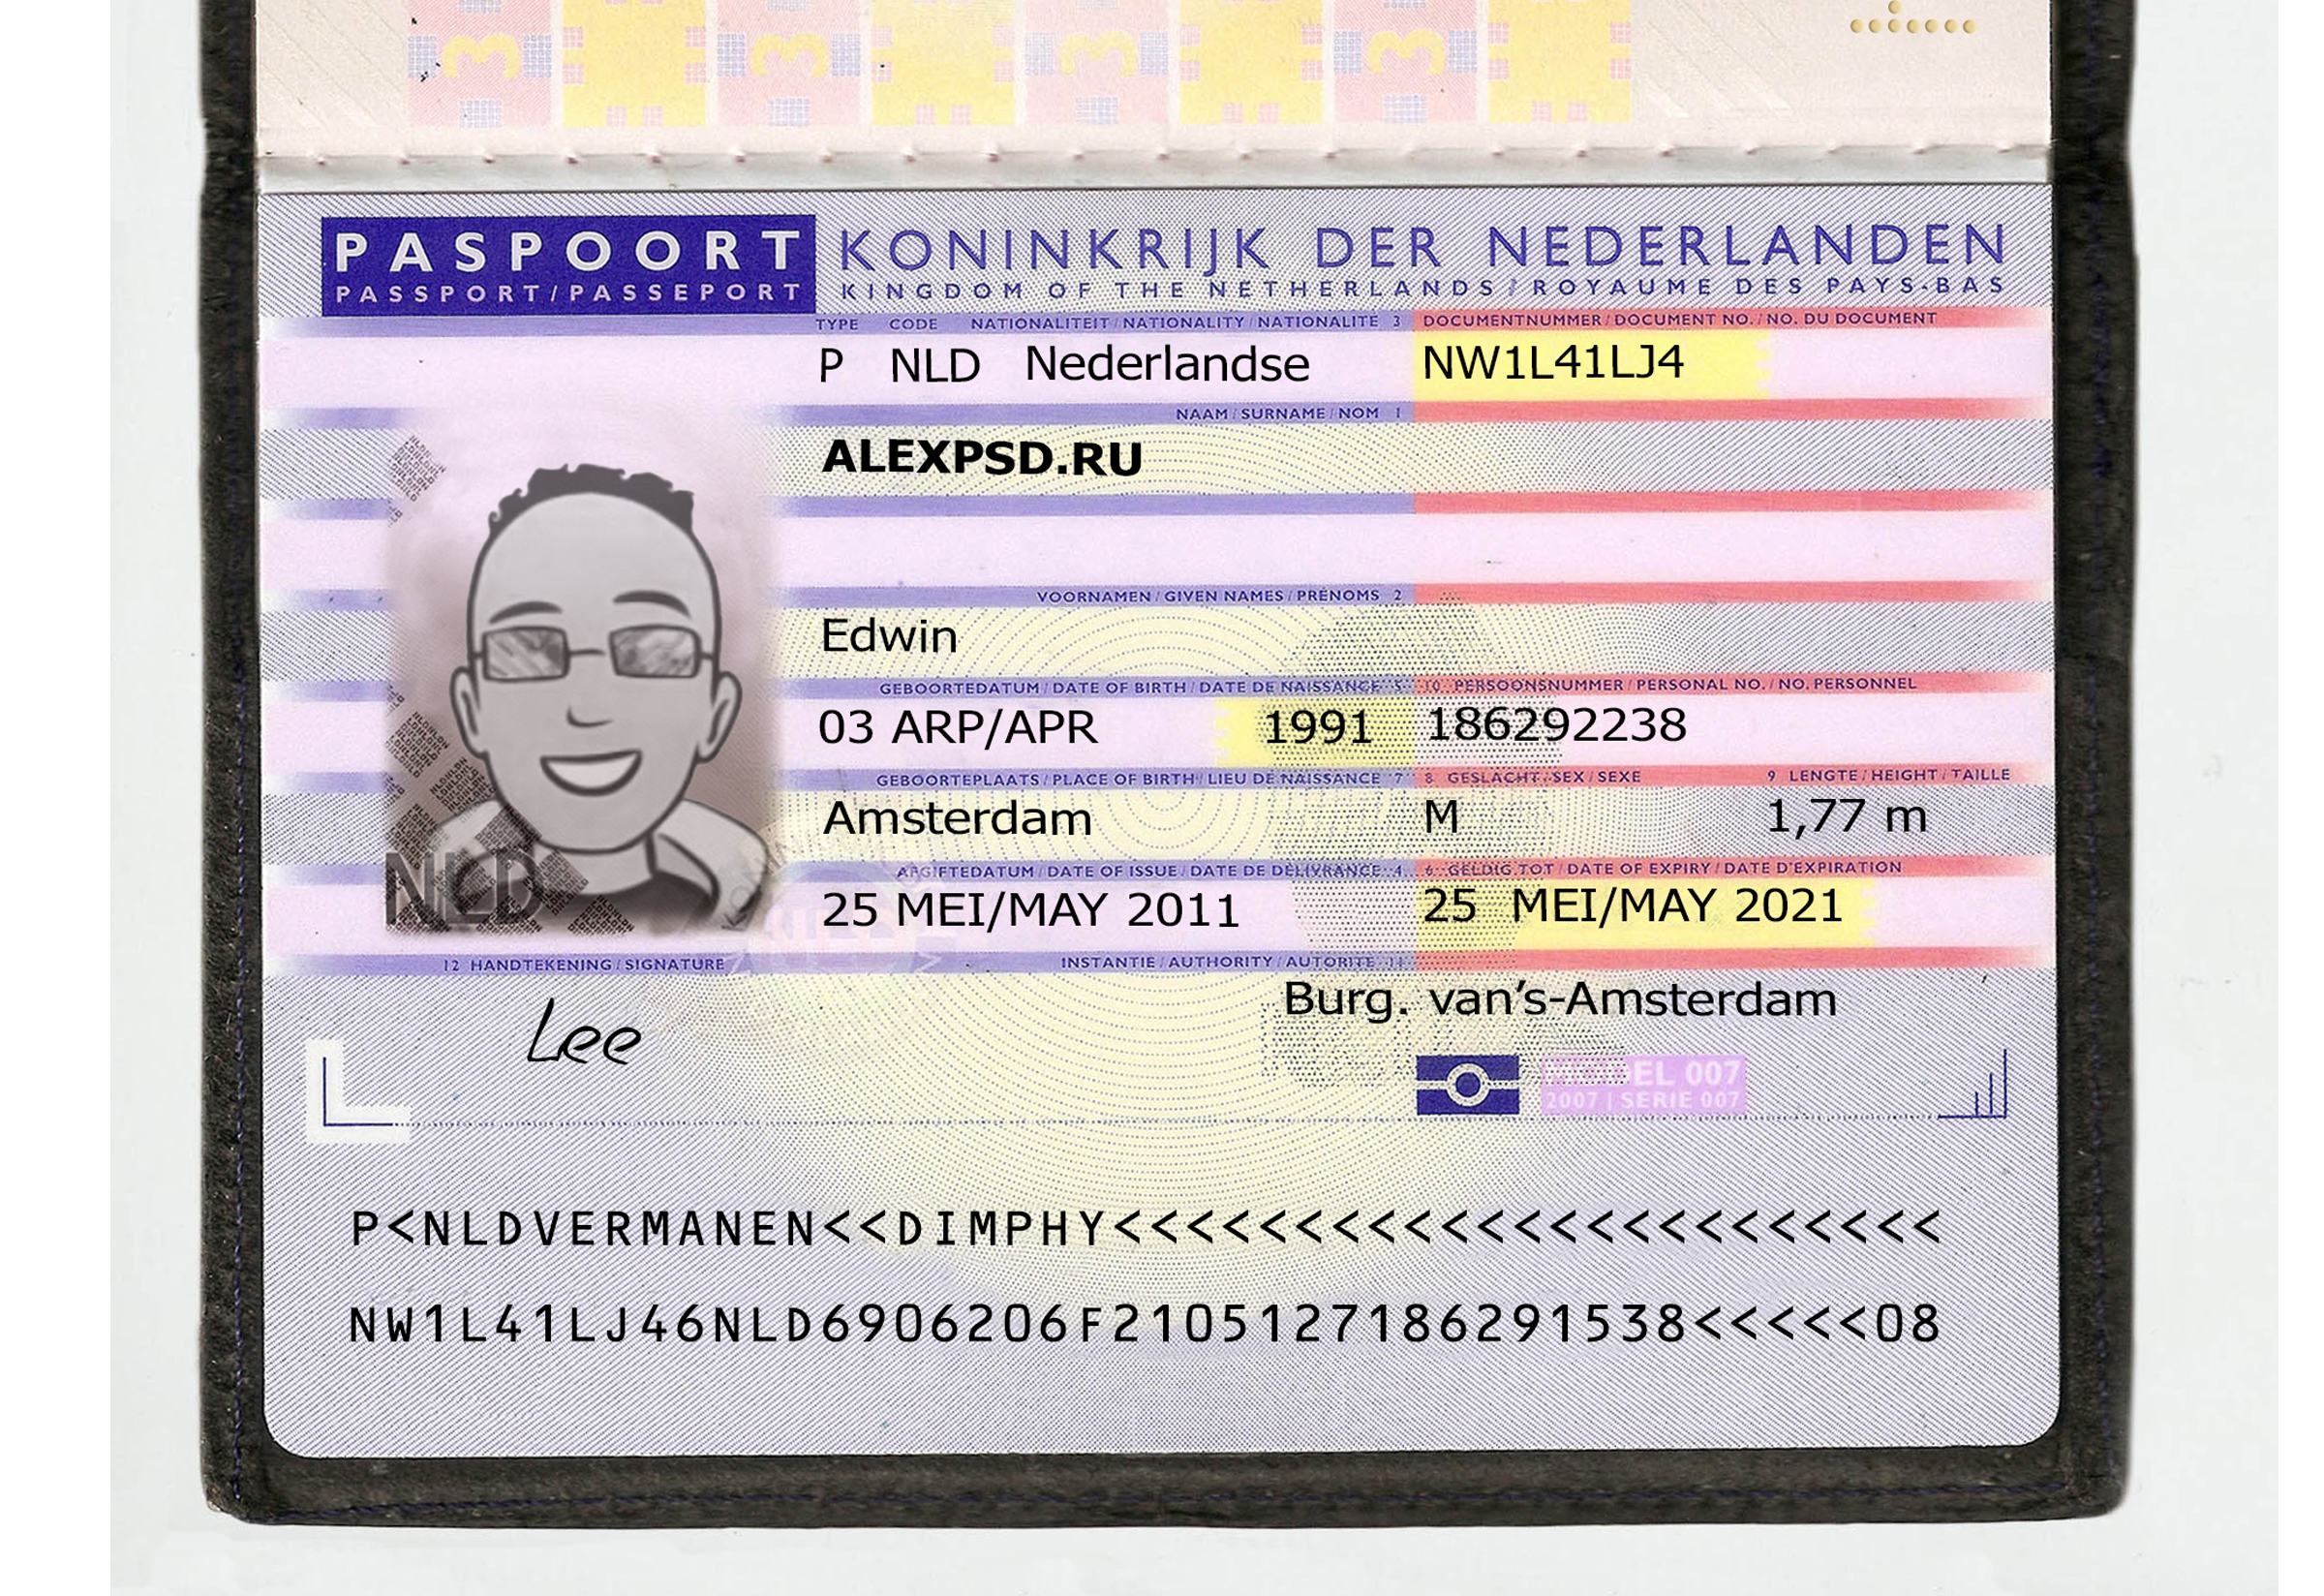 PASPOORT KONINKRIJK DER NEDERLANDEN
PASSPORT/PASSEPORT KINGDOM OF THE NETHERLANDS/ROYAUME DES PAYS-BAS
TYPE CODE NATIONALITEIT/NATIONALITY/NATIONALITÉ 3 DOCUMENTNUMMER/DOCUMENT NO./NO. DU DOCUMENT
P NLD Nederlandse NW1L41LJ4
NAAM/SURNAME/NOM 1
ALEXPSD.RU
VOORNAMEN/GIVEN NAMES/PRÉNOMS 2
Edwin
GEBOORTEDATUM/DATE OF BIRTH/DATE DE NAISSANCE 5 10 PERSOONSNUMMER/PERSONAL NO./NO. PERSONNEL
03 ARP/APR 1991 186292238
GEBOORTEPLAATS/PLACE OF BIRTH/LIEU DE NAISSANCE 7 8 GESLACHT/SEX/SEXE 9 LENGTE/HEIGHT/TAILLE
Amsterdam M 1,77 m
AFGIFTEDATUM/DATE OF ISSUE/DATE DE DÉLIVRANCE 4 6 GELDIG TOT/DATE OF EXPIRY/DATE D'EXPIRATION
NLD
25 MEI/MAY 2011 25 MEI/MAY 2021
12 HANDTEKENING/SIGNATURE INSTANTIE/AUTHORITY/AUTORITÉ 11
Burg. van's-Amsterdam
Lee
007
2007 | SERIE 007
P<NLDVERMANEN<<DIMPHY<<<<<<<<<<<<<<<<<<<<<<<
NW1L41LJ46NLD6906206F2105127186291538<<<<<08